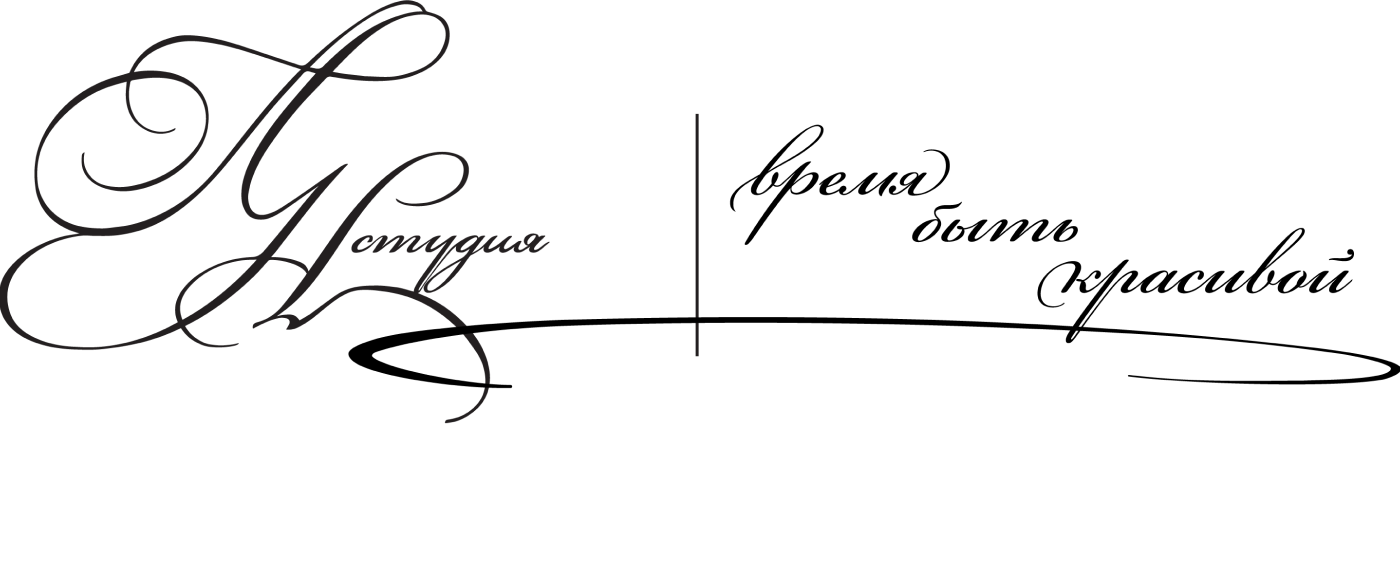 студия
время
быть
красивой